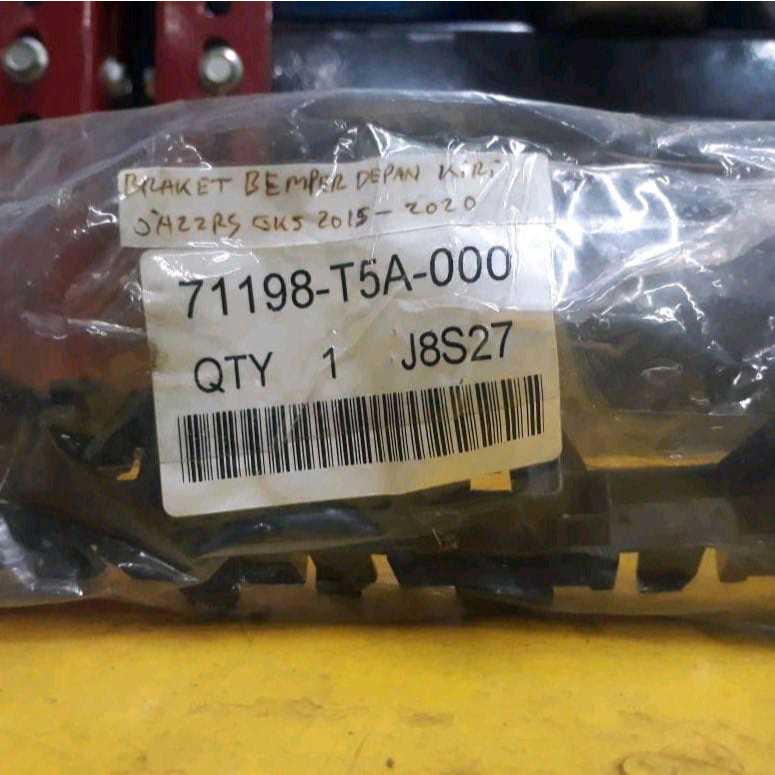 BRAKET BEMPER DEPAN KIRI
JAZZRS GK5 2015-2020
71198-T5A-000
QTY 1 J8S27